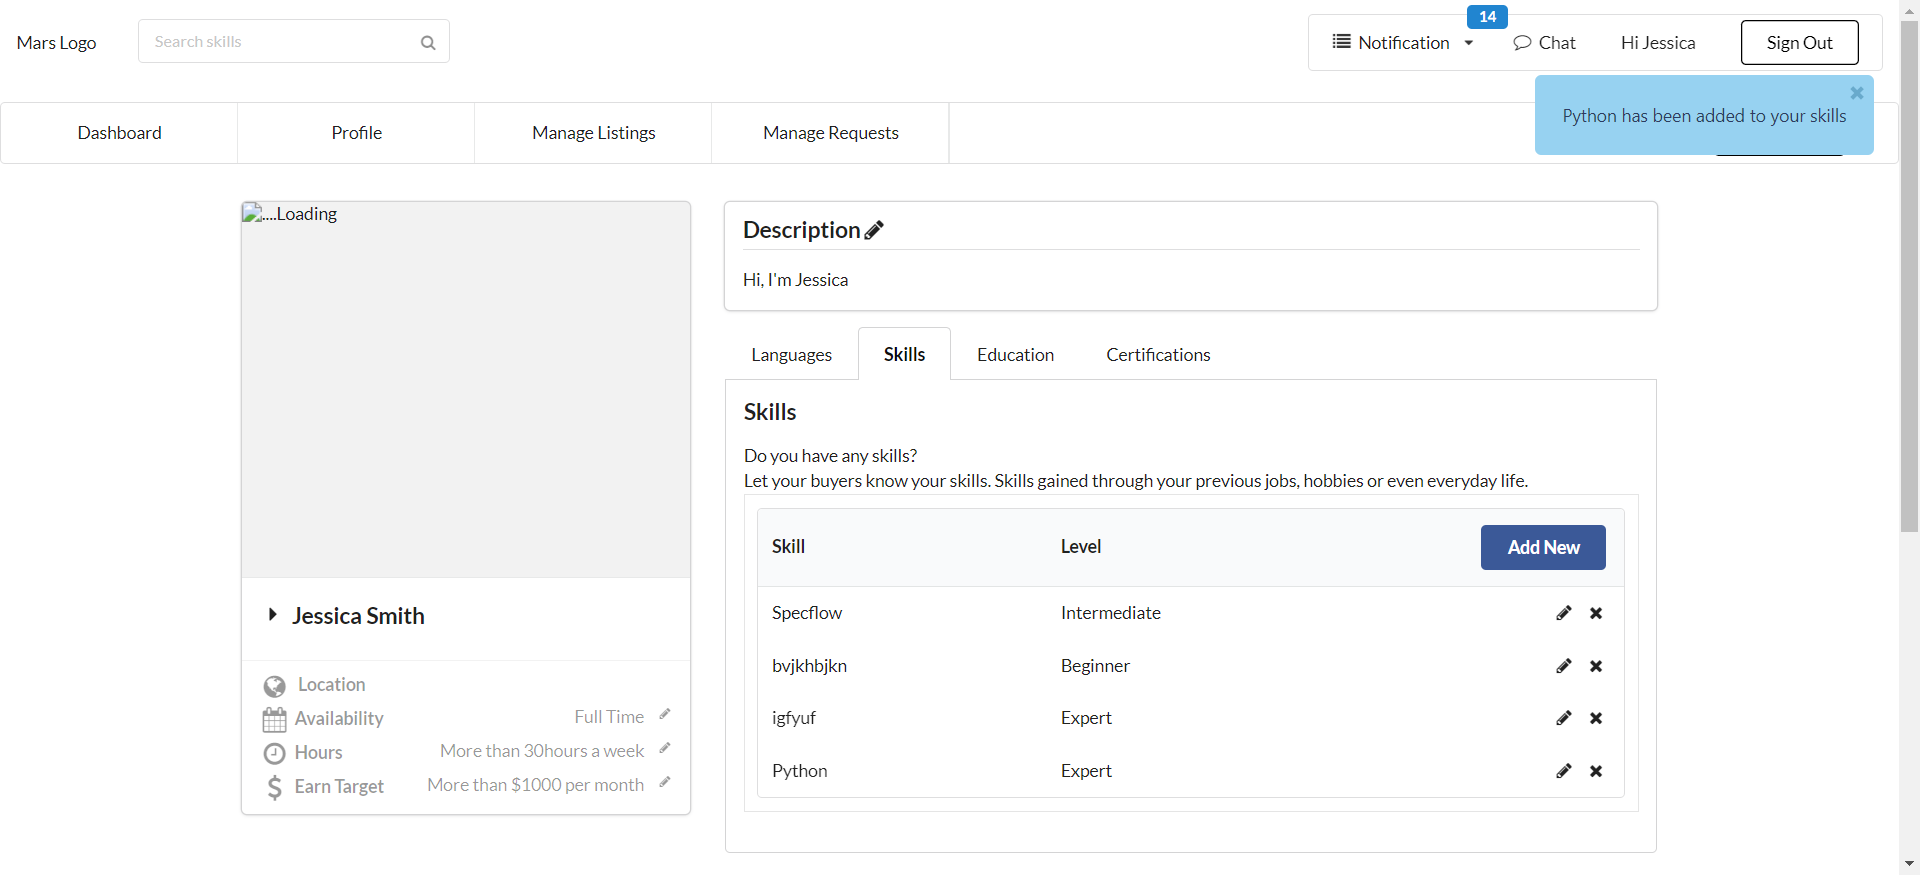 Mars Logo
Search skills
14
Notification
Chat
Hi Jessica
Sign Out
Python has been added to your skills
Dashboard
Profile
Manage Listings
Manage Requests
....Loading
Jessica Smith
Location
Availability
Full Time
Hours
More than 30hours a week
Earn Target
More than $1000 per month
Description
Hi, I'm Jessica
Languages
Skills
Education
Certifications
Skills
Do you have any skills?
Let your buyers know your skills. Skills gained through your previous jobs, hobbies or even everyday life.
Skill Level Add New
Specflow Intermediate
bvjkhbjkn Beginner
igfyuf Expert
Python Expert